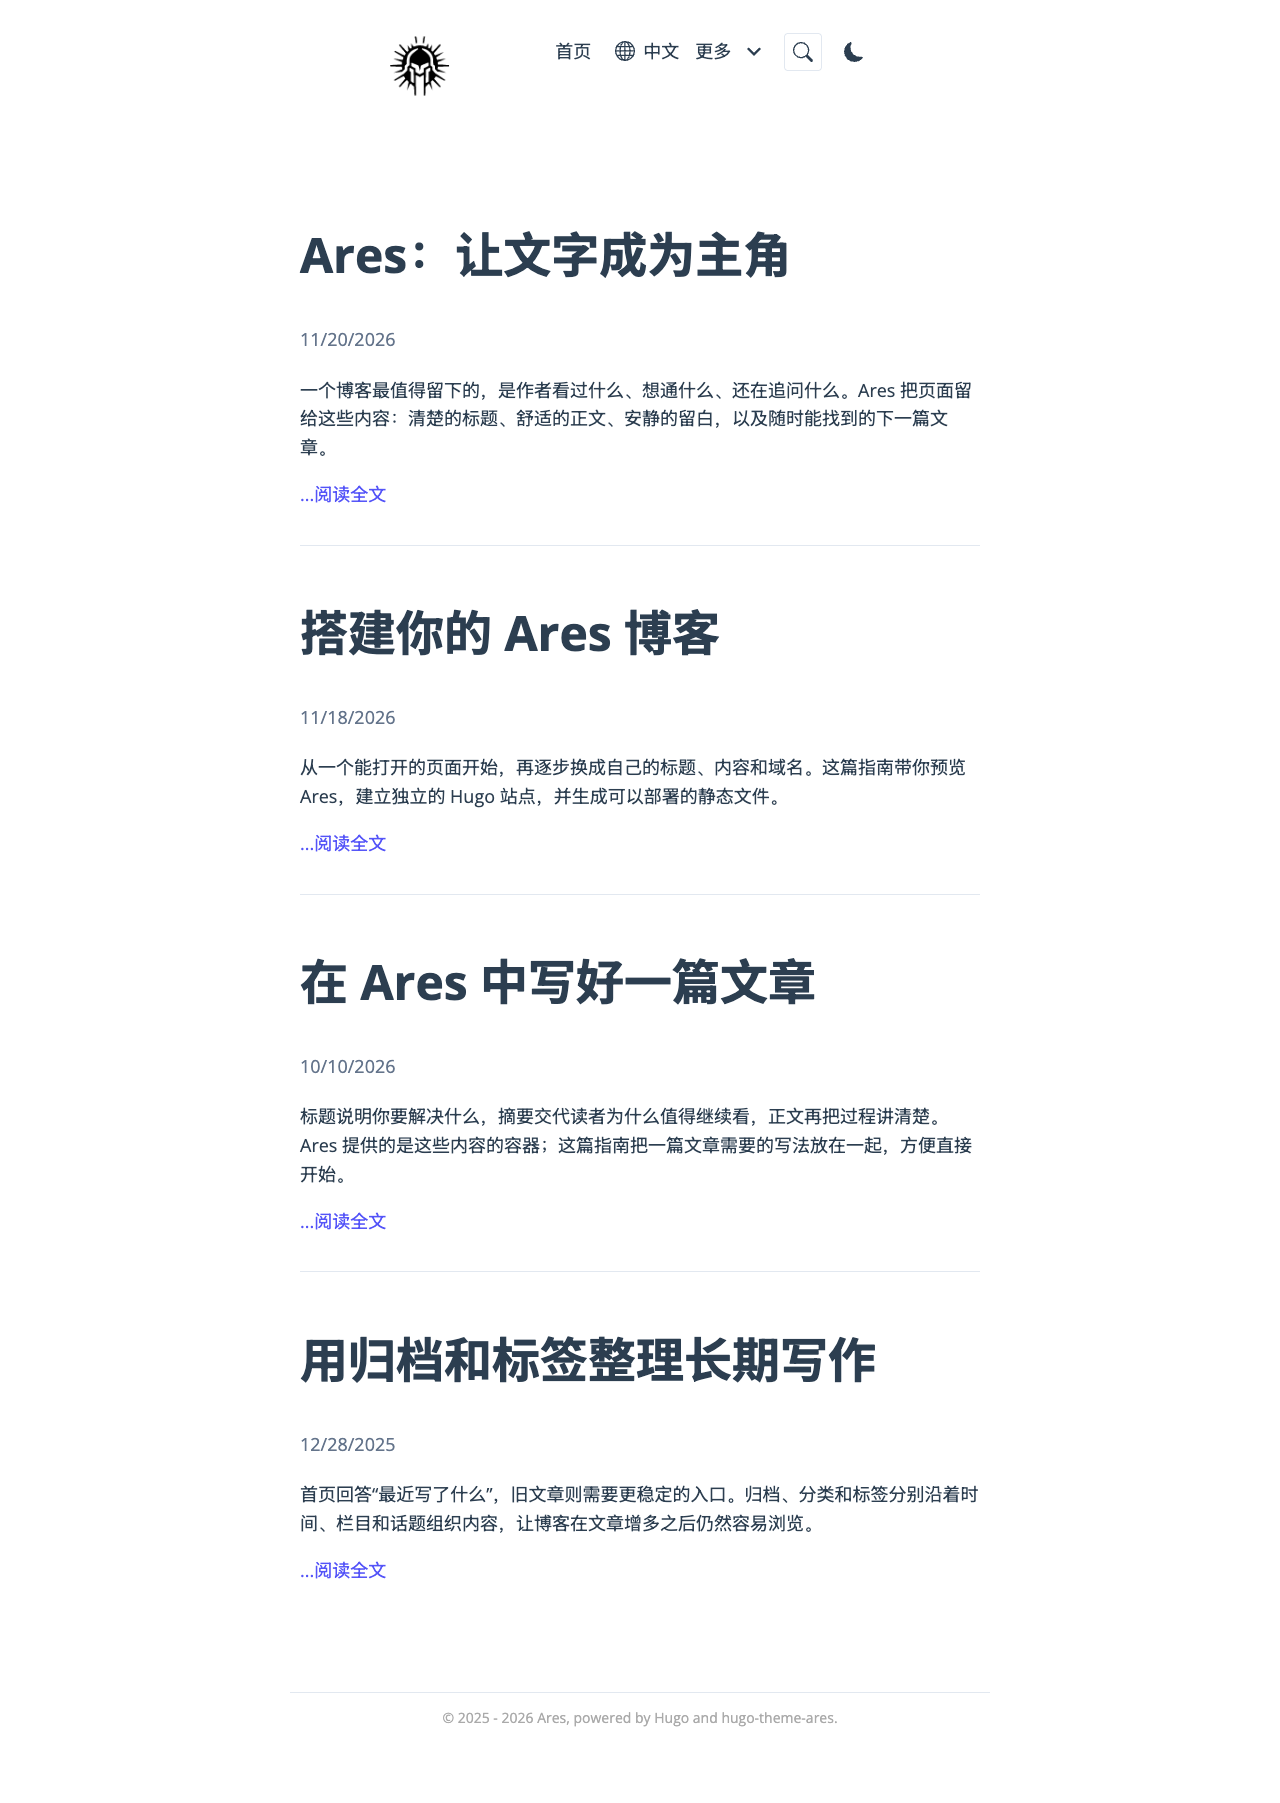 首页 中文 更多
Ares：让文字成为主角
11/20/2026
一个博客最值得留下的，是作者看过什么、想通什么、还在追问什么。Ares 把页面留
给这些内容：清楚的标题、舒适的正文、安静的留白，以及随时能找到的下一篇文
章。
...阅读全文
搭建你的 Ares 博客
11/18/2026
从一个能打开的页面开始，再逐步换成自己的标题、内容和域名。这篇指南带你预览
Ares，建立独立的 Hugo 站点，并生成可以部署的静态文件。
...阅读全文
在 Ares 中写好一篇文章
10/10/2026
标题说明你要解决什么，摘要交代读者为什么值得继续看，正文再把过程讲清楚。
Ares 提供的是这些内容的容器；这篇指南把一篇文章需要的写法放在一起，方便直接
开始。
...阅读全文
用归档和标签整理长期写作
12/28/2025
首页回答“最近写了什么”，旧文章则需要更稳定的入口。归档、分类和标签分别沿着时
间、栏目和话题组织内容，让博客在文章增多之后仍然容易浏览。
...阅读全文
© 2025 - 2026 Ares, powered by Hugo and hugo-theme-ares.